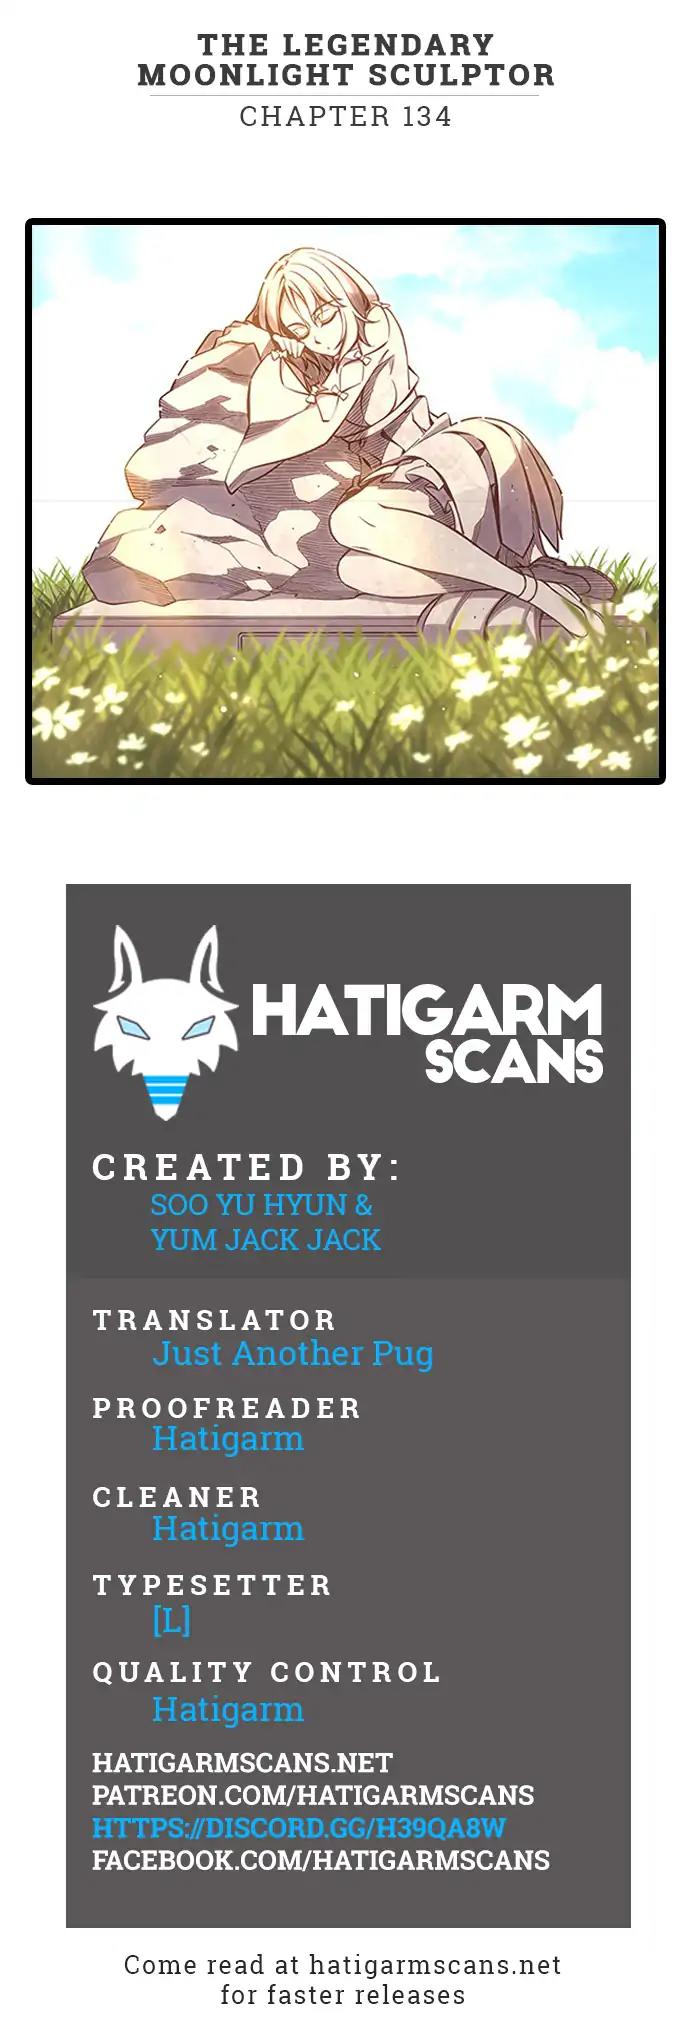 THE LEGENDARY
MOONLIGHT SCULPTOR
CHAPTER 134
HATIGARM
SCANS
CREATED BY:
SOO YU HYUN &
YUM JACK JACK
TRANSLATOR
Just Another Pug
PROOFREADER
Hatigarm
CLEANER
Hatigarm
TYPESETTER
[L]
QUALITY CONTROL
Hatigarm
HATIGARMSCANS.NET
PATREON.COM/HATIGARMSCANS
HTTPS://DISCORD.GG/H39QA8W
FACEBOOK.COM/HATIGARMSCANS
Come read at hatigarmscans.net
for faster releases